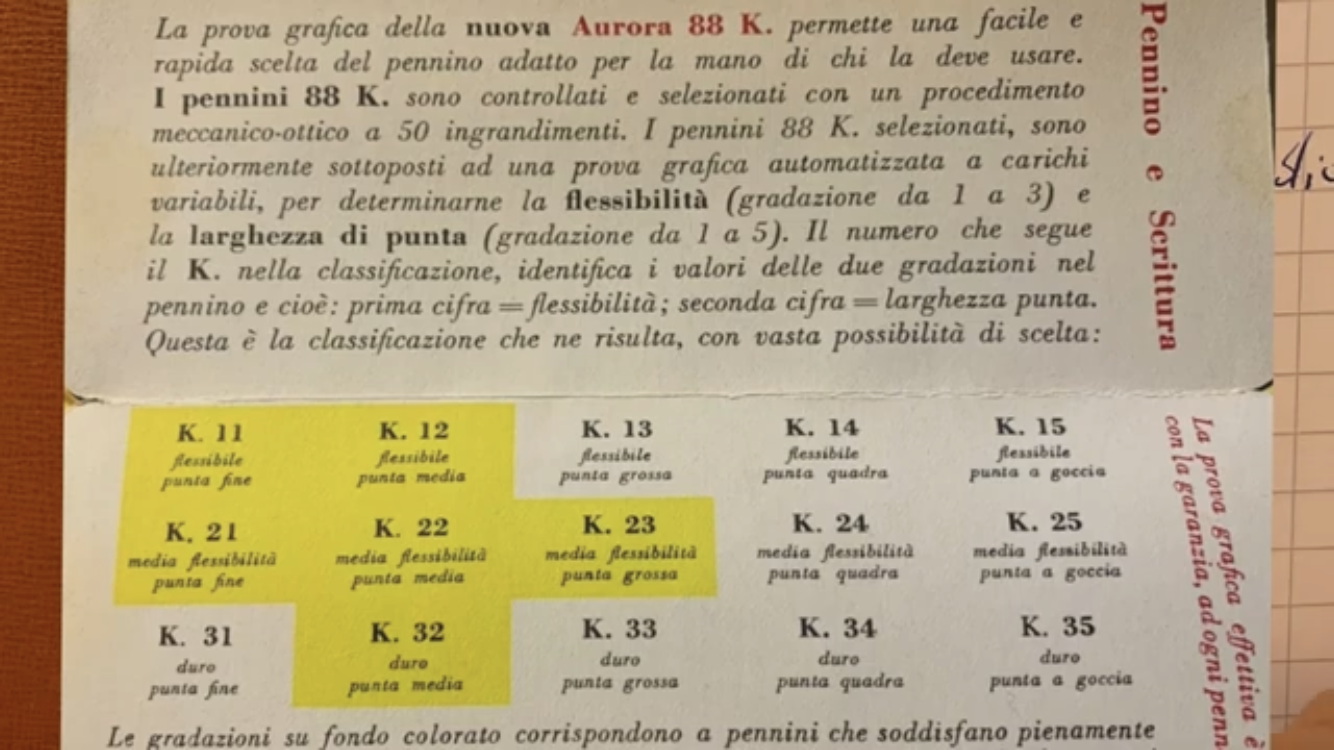 La prova grafica della nuova Aurora 88 K. permette una facile e
rapida scelta del pennino adatto per la mano di chi la deve usare.
I pennini 88 K. sono controllati e selezionati con un procedimento
meccanico-ottico a 50 ingrandimenti. I pennini 88 K. selezionati, sono
ulteriormente sottoposti ad una prova grafica automatizzata a carichi
variabili, per determinarne la flessibilità (gradazione da 1 a 3) e
la larghezza di punta (gradazione da 1 a 5). Il numero che segue
il K. nella classificazione, identifica i valori delle due gradazioni nel
pennino e cioè: prima cifra = flessibilità; seconda cifra = larghezza punta.
Questa è la classificazione che ne risulta, con vasta possibilità di scelta:
Pennino e Scrittura
K. 11 K. 12 K. 13 K. 14 K. 15
flessibile flessibile flessibile flessibile flessibile
punta fine punta media punta grossa punta quadra punta a goccia
K. 21 K. 22 K. 23 K. 24 K. 25
media flessibilità media flessibilità media flessibilità media flessibilità media flessibilità
punta fine punta media punta grossa punta quadra punta a goccia
K. 31 K. 32 K. 33 K. 34 K. 35
duro duro duro duro duro
punta fine punta media punta grossa punta quadra punta a goccia
Le gradazioni su fondo colorato corrispondono a pennini che soddisfano pienamente
La prova grafica effettiva è
con la garanzia, ad ogni penn